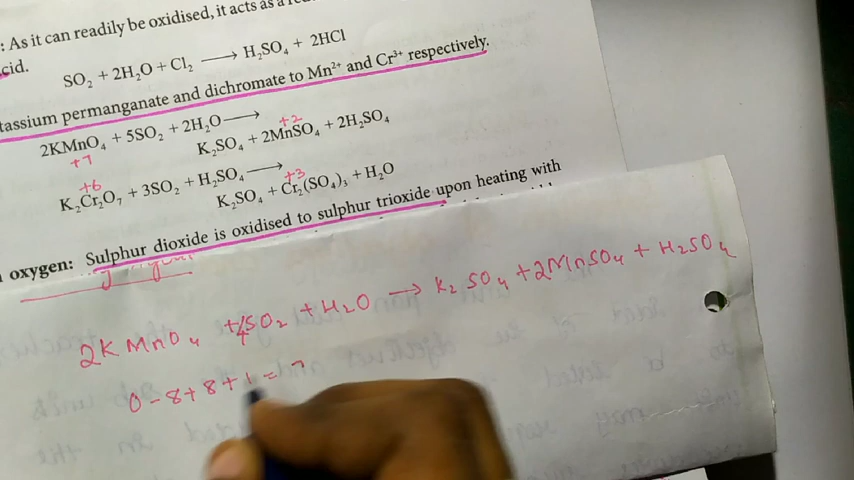 : As it can readily be oxidised, it acts as a
cid.
SO₂ + 2H₂O + Cl₂ ⟶ H₂SO₄ + 2HCl
tassium permanganate and dichromate to Mn²⁺ and Cr³⁺ respectively.
2KMnO₄ + 5SO₂ + 2H₂O ⟶
+7
+2
K₂SO₄ + 2MnSO₄ + 2H₂SO₄
+6
K₂Cr₂O₇ + 3SO₂ + H₂SO₄ ⟶
+3
K₂SO₄ + Cr₂(SO₄)₃ + H₂O
oxygen: Sulphur dioxide is oxidised to sulphur trioxide upon heating with
2KMnO₄ + SO₂ + H₂O → K₂SO₄ + 2MnSO₄ + H₂SO₄
0 - 8 + 8 + 1 =